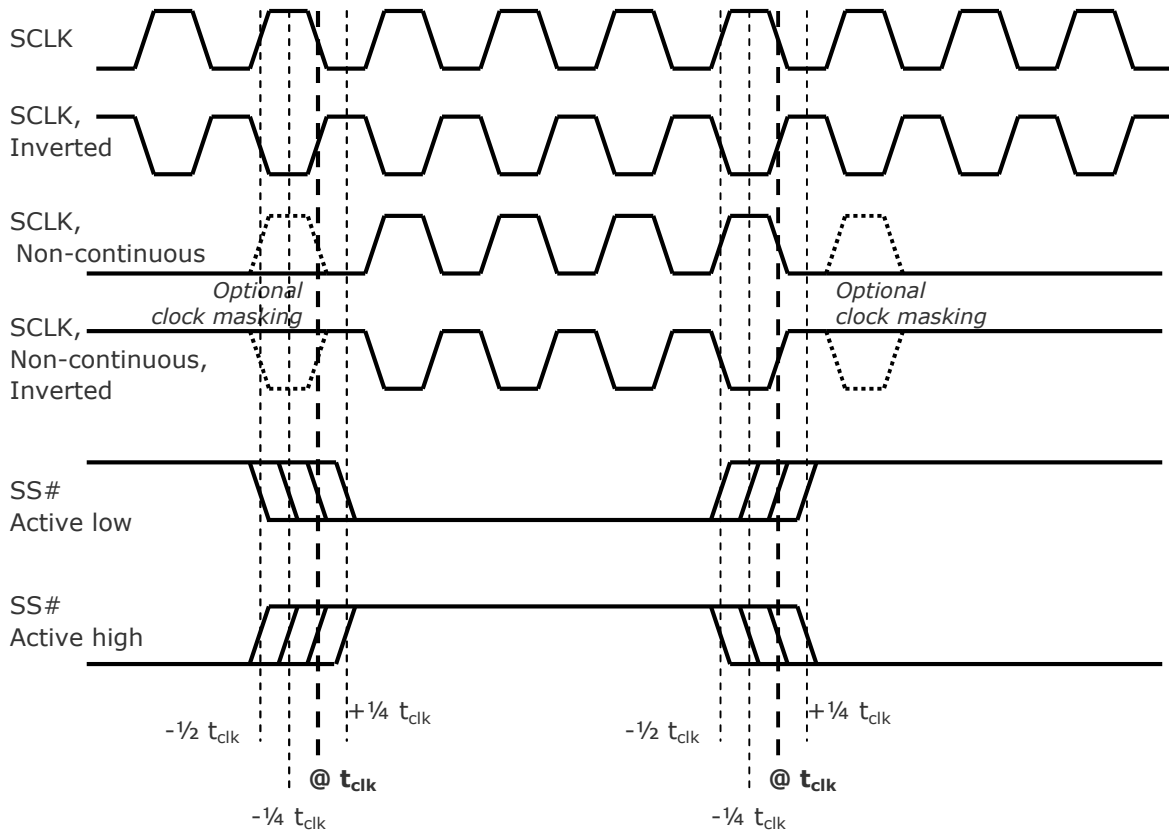 SCLK
SCLK,
Inverted
SCLK,
Non-continuous
Optional
clock masking
Optional
clock masking
SCLK,
Non-continuous,
Inverted
SS#
Active low
SS#
Active high
-½ tclk
+¼ tclk
-½ tclk
+¼ tclk
@ tclk
@ tclk
-¼ tclk
-¼ tclk